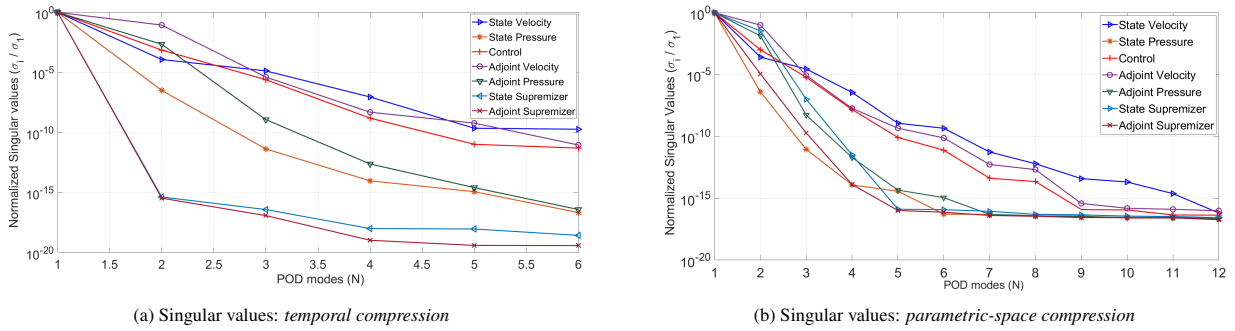 Normalized Singular values (σi / σ1)
10^0
10^-5
10^-10
10^-15
10^-20
State Velocity
State Pressure
Control
Adjoint Velocity
Adjoint Pressure
State Supremizer
Adjoint Supremizer
1 1.5 2 2.5 3 3.5 4 4.5 5 5.5 6
POD modes (N)
(a) Singular values: temporal compression
Normalized Singular Values (σi / σ1)
10^0
10^-5
10^-10
10^-15
10^-20
State Velocity
State Pressure
Control
Adjoint Velocity
Adjoint Pressure
State Supremizer
Adjoint Supremizer
1 2 3 4 5 6 7 8 9 10 11 12
POD modes (N)
(b) Singular values: parametric-space compression